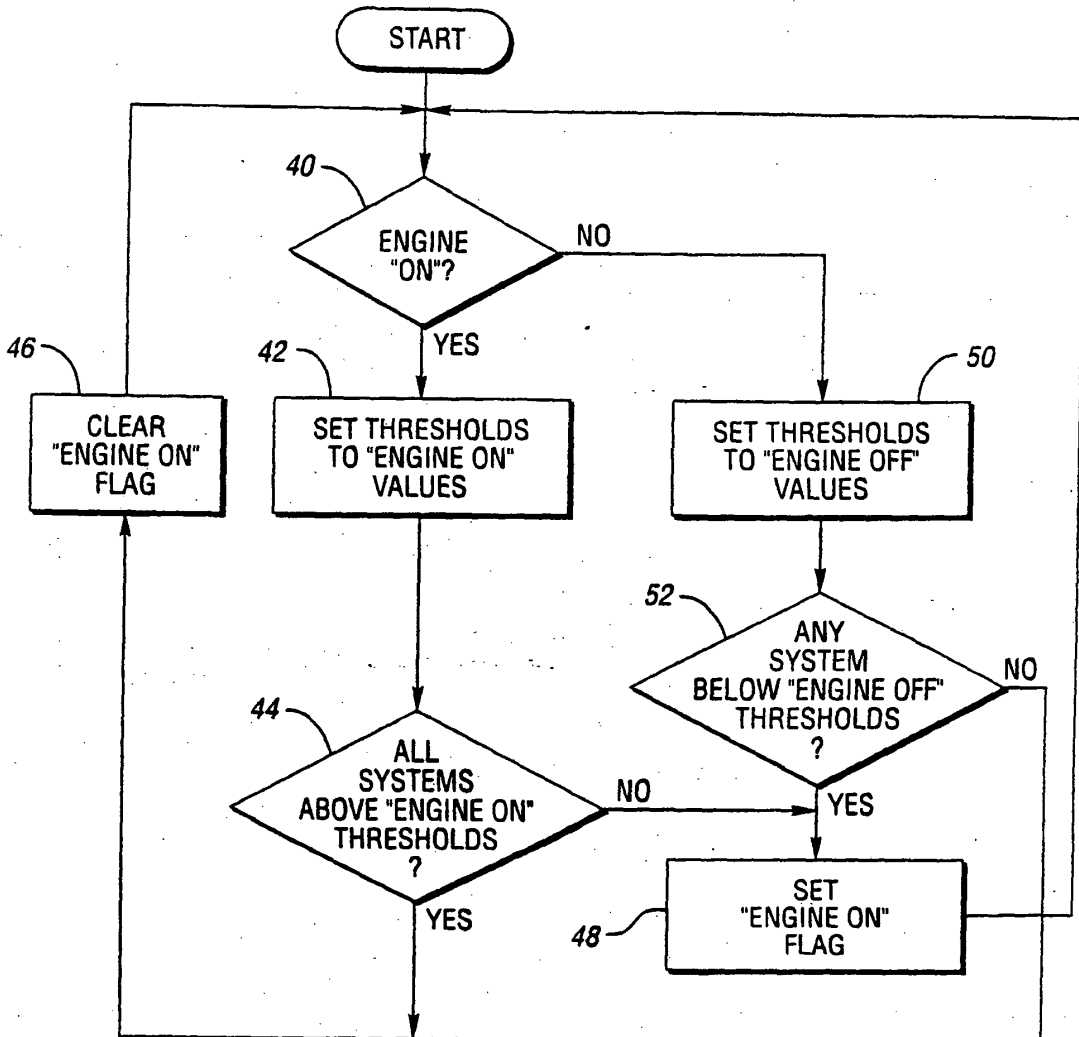 START
40
ENGINE
"ON"?
NO
YES
46
CLEAR
"ENGINE ON"
FLAG
42
SET THRESHOLDS
TO "ENGINE ON"
VALUES
50
SET THRESHOLDS
TO "ENGINE OFF"
VALUES
52
ANY
SYSTEM
BELOW "ENGINE OFF"
THRESHOLDS
?
NO
YES
44
ALL
SYSTEMS
ABOVE "ENGINE ON"
THRESHOLDS
?
NO
YES
48
SET
"ENGINE ON"
FLAG